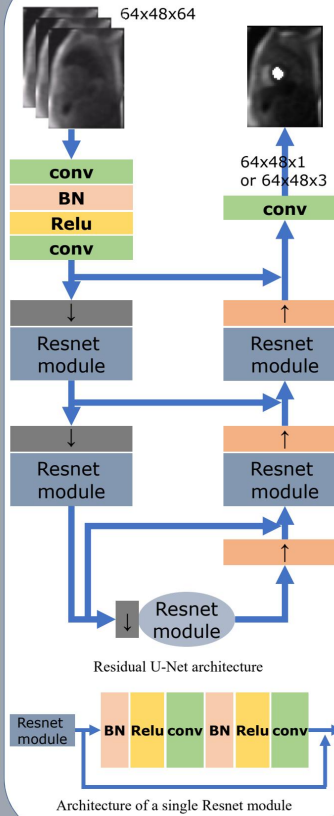 64x48x64
conv
BN
Relu
conv
↓
Resnet
module
↓
Resnet
module
↓
Resnet
module
64x48x1
or 64x48x3
conv
↑
Resnet
module
↑
Resnet
module
↑
Residual U-Net architecture
Resnet
module
BN Relu conv BN Relu conv
Architecture of a single Resnet module